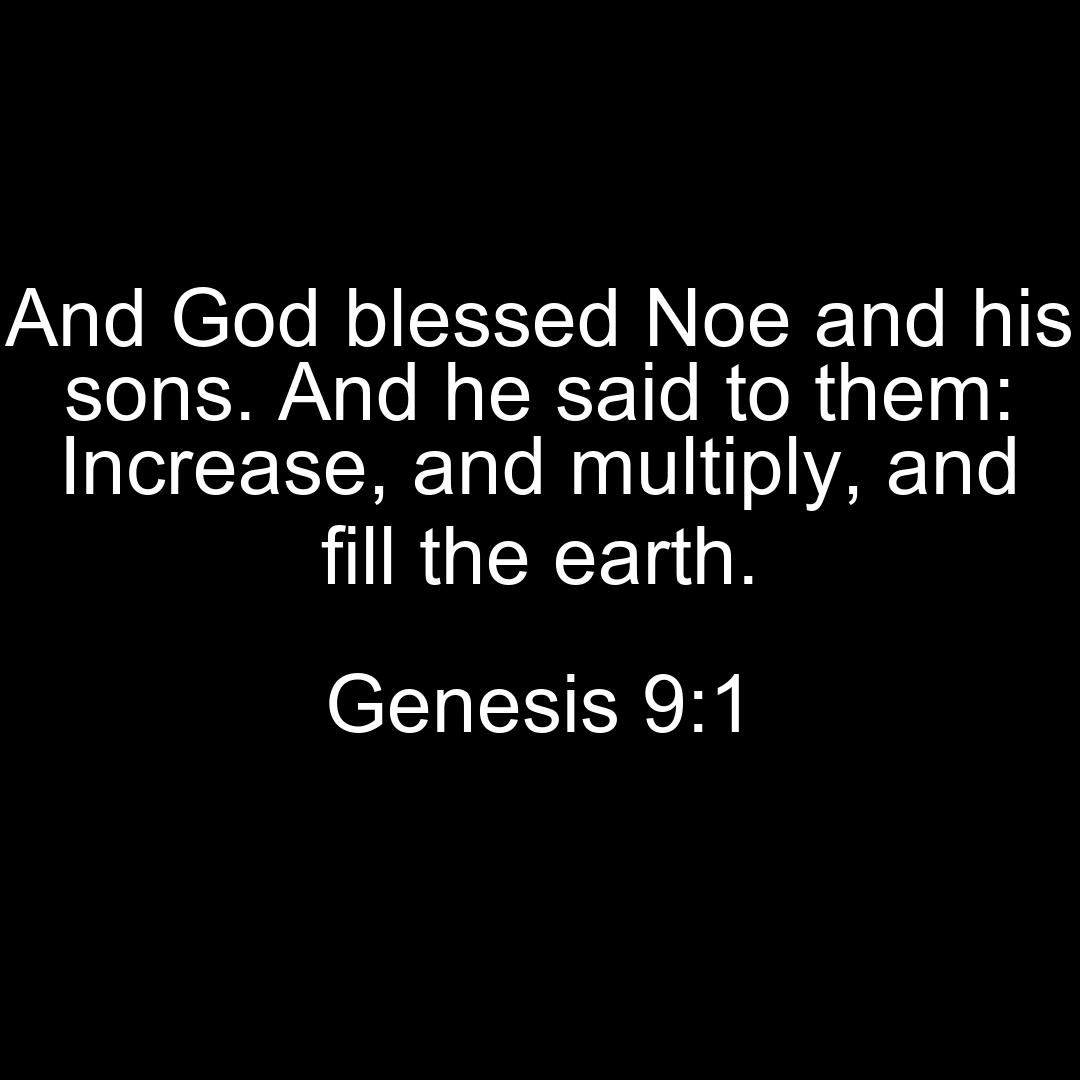 And God blessed Noe and his
sons. And he said to them:
Increase, and multiply, and
fill the earth.
Genesis 9:1